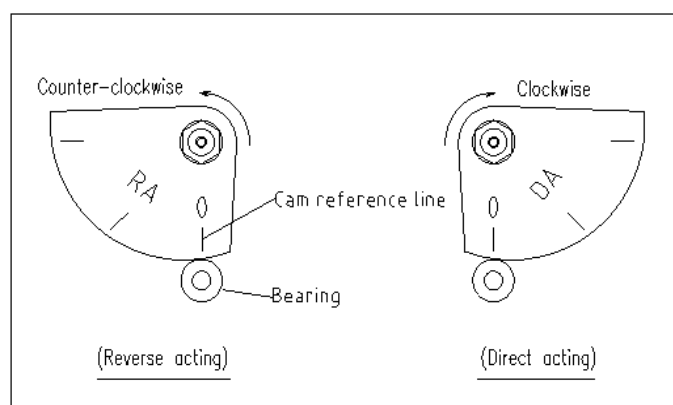 Counter-clockwise
Clockwise
RA
DA
0
0
Cam reference line
Bearing
(Reverse acting)
(Direct acting)